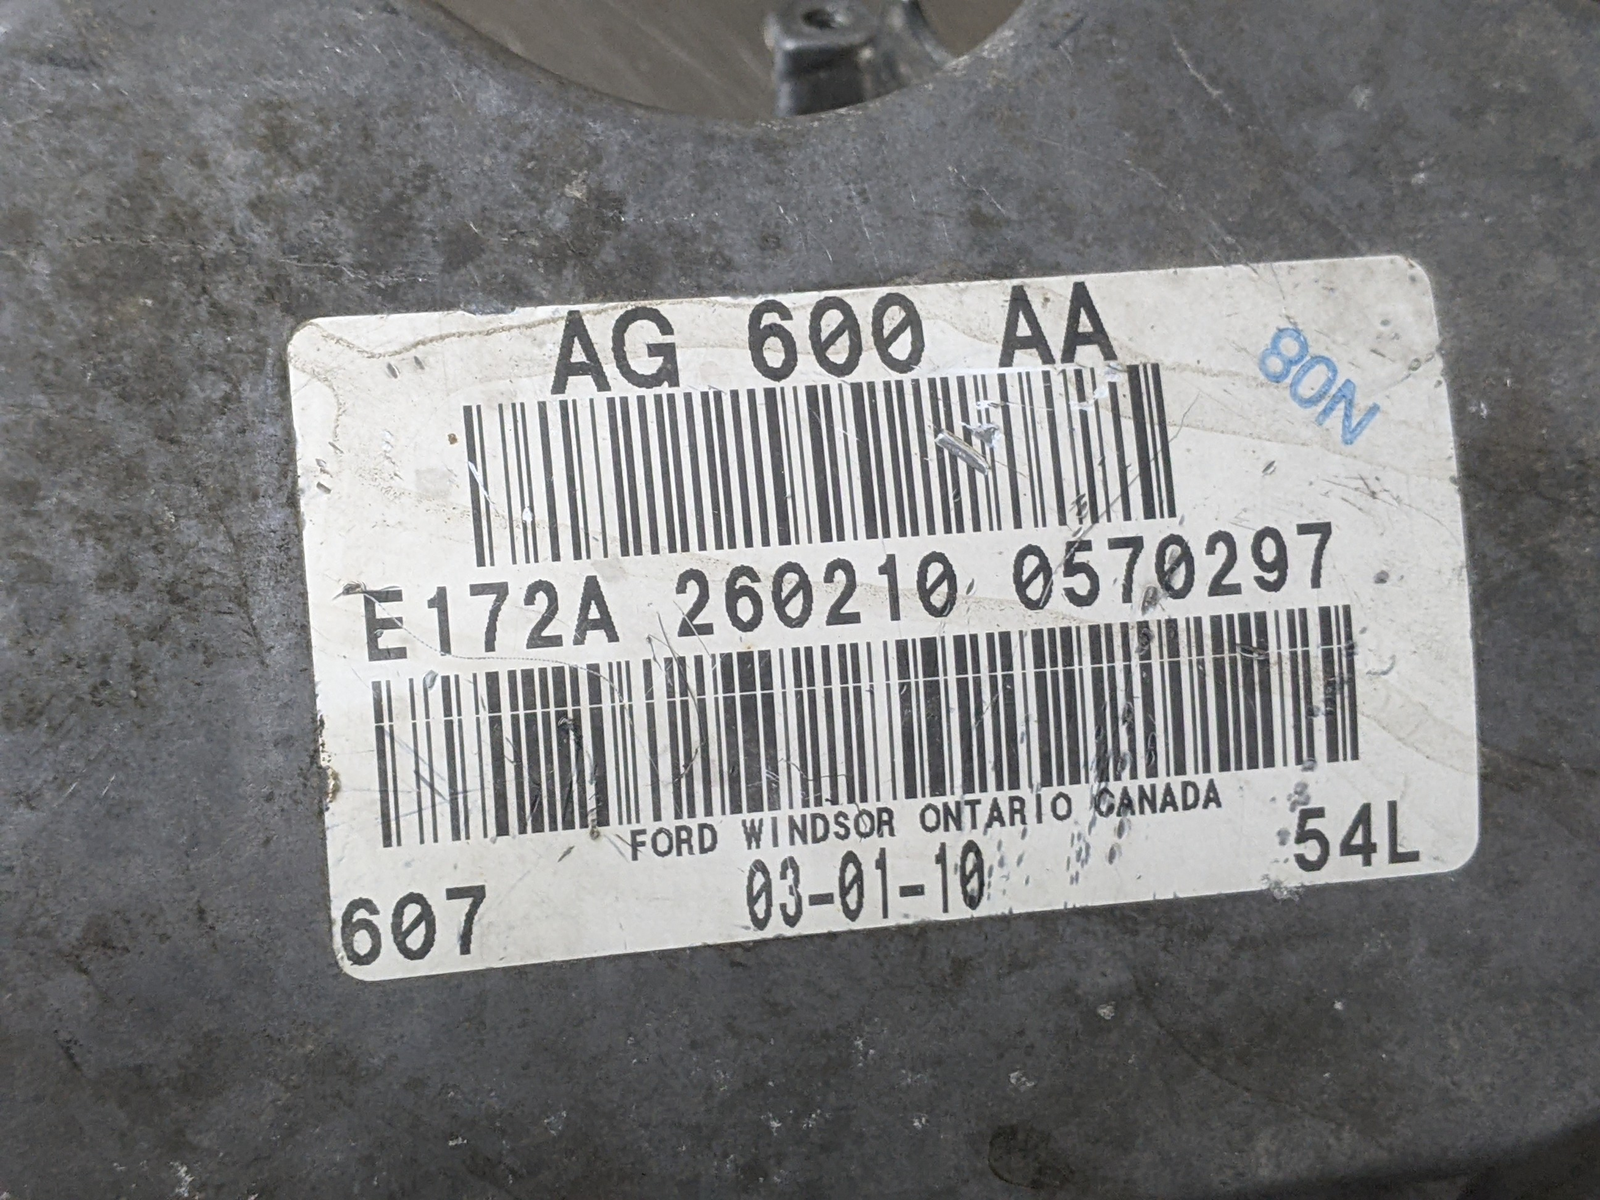 AG 600 AA
80N
E172A 260210 0570297
FORD WINDSOR ONTARIO CANADA
607 03-01-10 54L